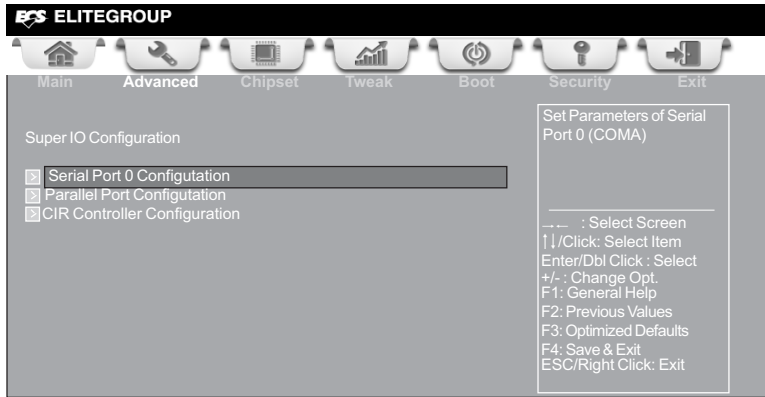 ECS ELITEGROUP
Main Advanced Chipset Tweak Boot Security Exit
Super IO Configuration
Serial Port 0 Configutation
Parallel Port Configutation
CIR Controller Configuration
Set Parameters of Serial
Port 0 (COMA)
→← : Select Screen
↑↓/Click: Select Item
Enter/Dbl Click : Select
+/- : Change Opt.
F1: General Help
F2: Previous Values
F3: Optimized Defaults
F4: Save & Exit
ESC/Right Click: Exit